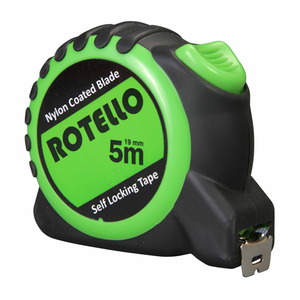 Nylon Coated Blade
ROTELLO
19 mm
5m
Self Locking Tape